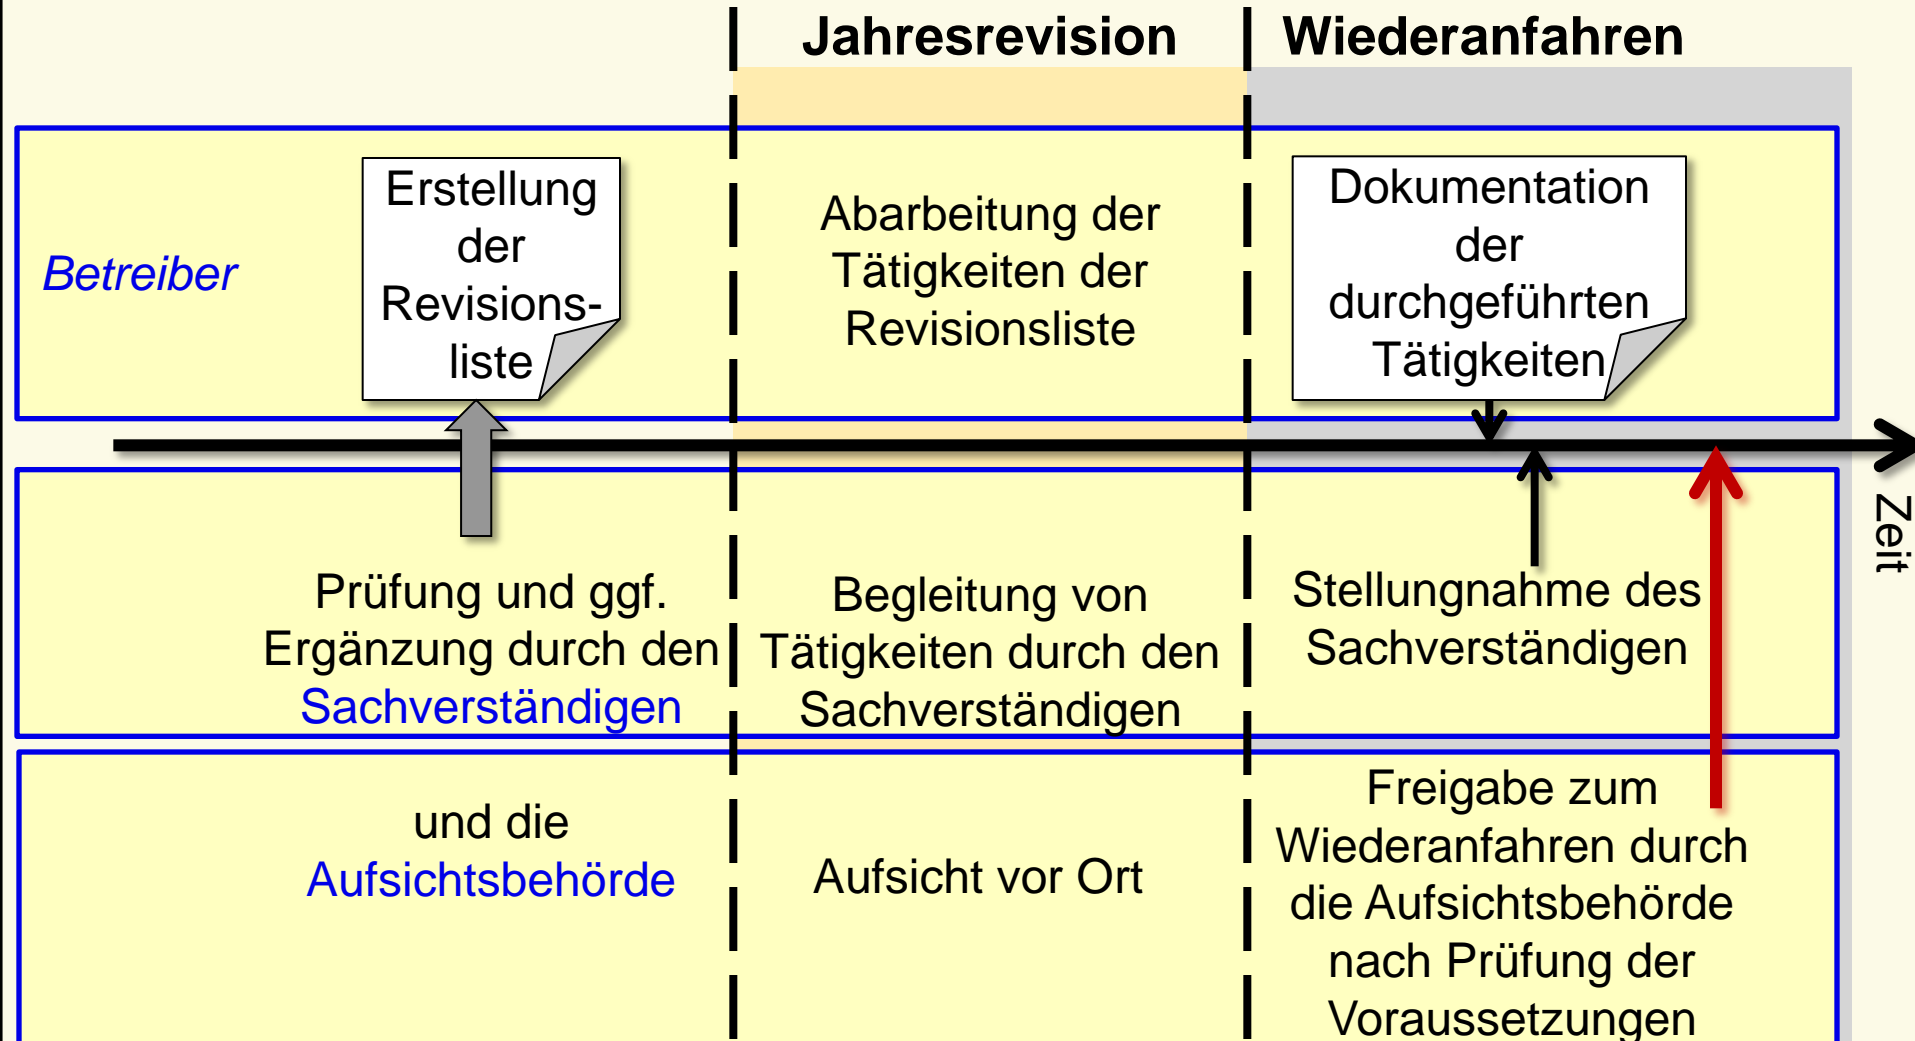 Jahresrevision
Wiederanfahren
Betreiber
Erstellung
der
Revisions-
liste
Abarbeitung der
Tätigkeiten der
Revisionsliste
Dokumentation
der
durchgeführten
Tätigkeiten
Zeit
Prüfung und ggf.
Ergänzung durch den
Sachverständigen
Begleitung von
Tätigkeiten durch den
Sachverständigen
Stellungnahme des
Sachverständigen
und die
Aufsichtsbehörde
Aufsicht vor Ort
Freigabe zum
Wiederanfahren durch
die Aufsichtsbehörde
nach Prüfung der
Voraussetzungen